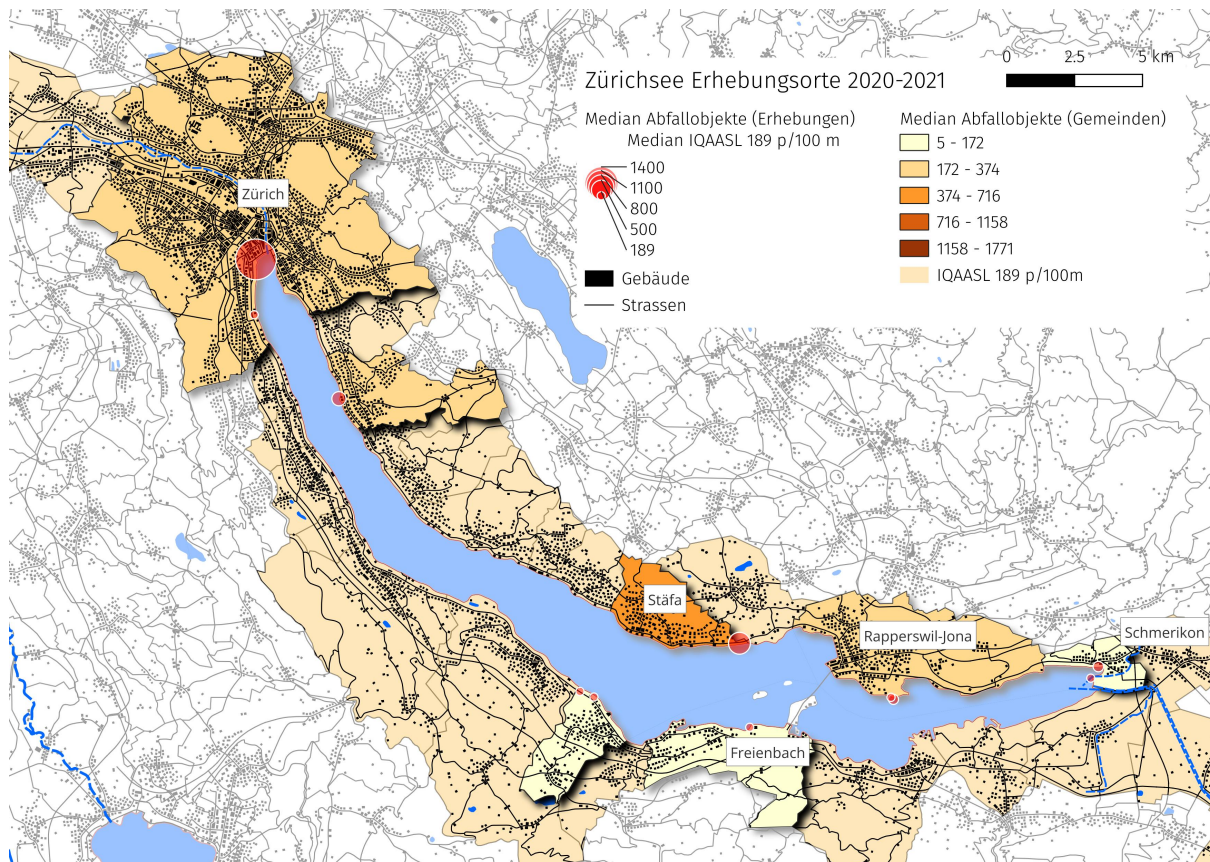 0 2.5 5 km
Zürichsee Erhebungsorte 2020-2021
Median Abfallobjekte (Erhebungen)
Median IQAASL 189 p/100 m
1400
1100
800
500
189
Gebäude
Strassen
Median Abfallobjekte (Gemeinden)
5 - 172
172 - 374
374 - 716
716 - 1158
1158 - 1771
IQAASL 189 p/100m
Zürich
Stäfa
Rapperswil-Jona
Schmerikon
Freienbach